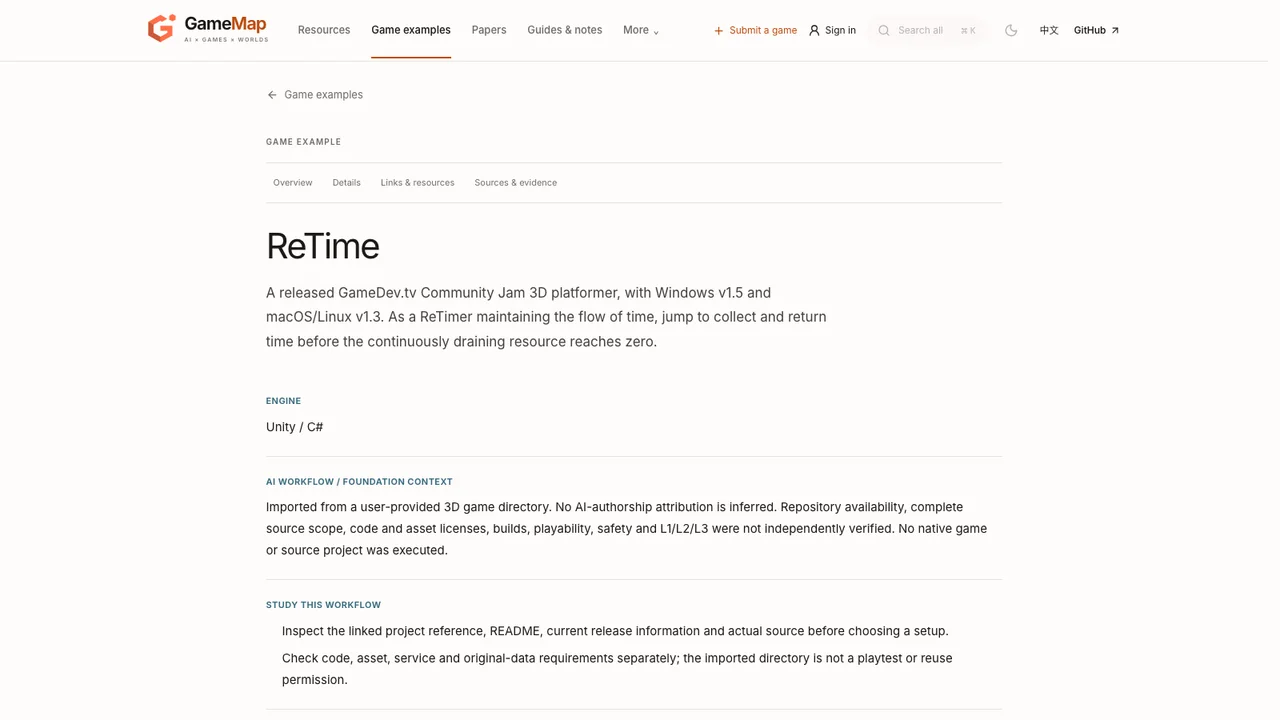 GameMap
AI × GAMES × WORLDS
Resources
Game examples
Papers
Guides & notes
More
Submit a game
Sign in
Search all
⌘ K
中文
GitHub ↗
← Game examples
GAME EXAMPLE
Overview
Details
Links & resources
Sources & evidence
ReTime
A released GameDev.tv Community Jam 3D platformer, with Windows v1.5 and
macOS/Linux v1.3. As a ReTimer maintaining the flow of time, jump to collect and return
time before the continuously draining resource reaches zero.
ENGINE
Unity / C#
AI WORKFLOW / FOUNDATION CONTEXT
Imported from a user-provided 3D game directory. No AI-authorship attribution is inferred. Repository availability, complete
source scope, code and asset licenses, builds, playability, safety and L1/L2/L3 were not independently verified. No native game
or source project was executed.
STUDY THIS WORKFLOW
Inspect the linked project reference, README, current release information and actual source before choosing a setup.
Check code, asset, service and original-data requirements separately; the imported directory is not a playtest or reuse
permission.